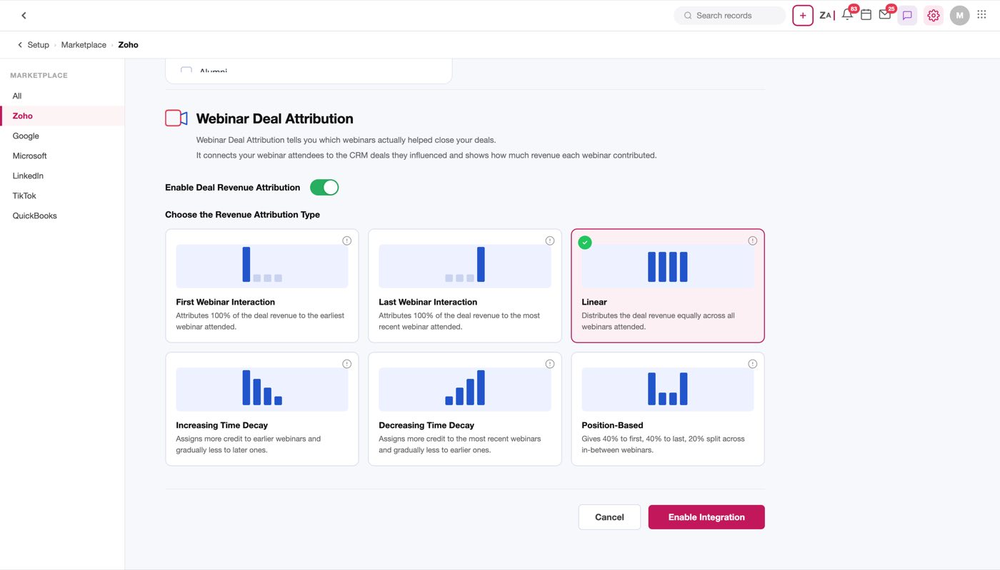 Search records
+
ZA
83
25
M
Setup
Marketplace
Zoho
MARKETPLACE
All
Zoho
Google
Microsoft
LinkedIn
TikTok
QuickBooks
Alumni
Webinar Deal Attribution
Webinar Deal Attribution tells you which webinars actually helped close your deals.
It connects your webinar attendees to the CRM deals they influenced and shows how much revenue each webinar contributed.
Enable Deal Revenue Attribution
Choose the Revenue Attribution Type
First Webinar Interaction
Attributes 100% of the deal revenue to the earliest
webinar attended.
Last Webinar Interaction
Attributes 100% of the deal revenue to the most
recent webinar attended.
Linear
Distributes the deal revenue equally across all
webinars attended.
Increasing Time Decay
Assigns more credit to earlier webinars and
gradually less to later ones.
Decreasing Time Decay
Assigns more credit to the most recent webinars
and gradually less to earlier ones.
Position-Based
Gives 40% to first, 40% to last, 20% split across
in-between webinars.
Cancel
Enable Integration